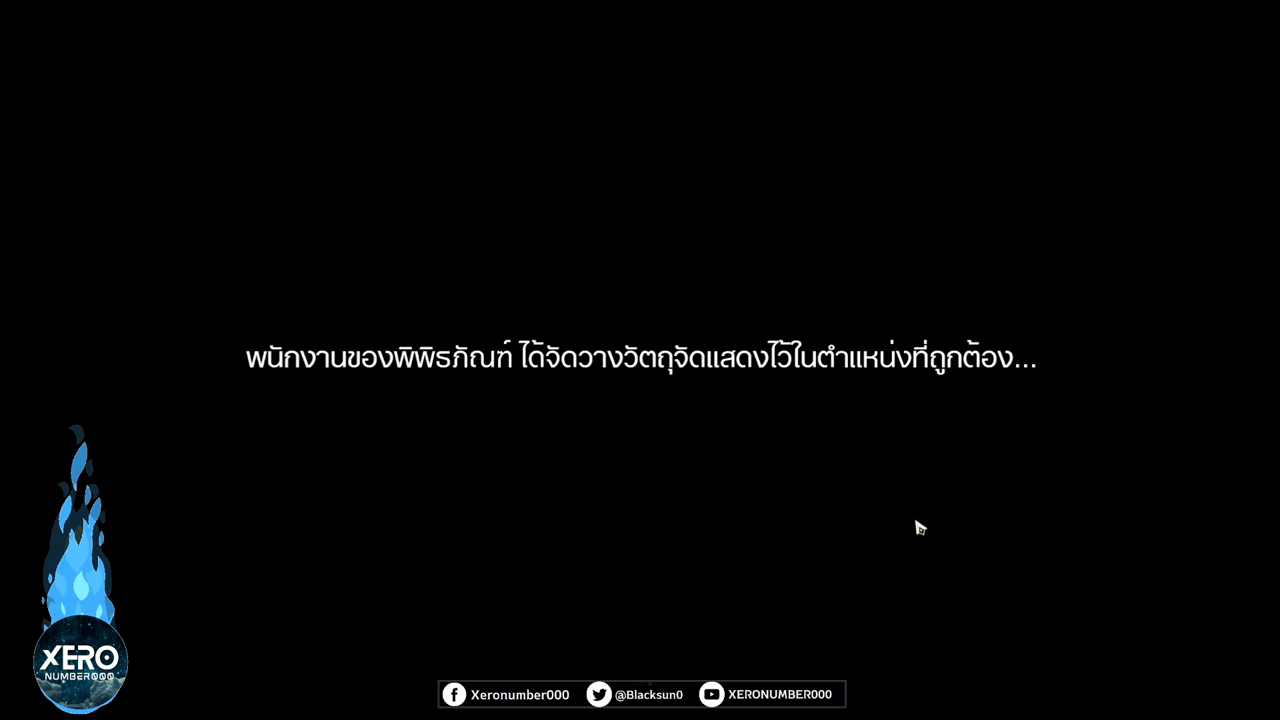 พนักงานของพิพิธภัณฑ์ ได้จัดวางวัตถุจัดแสดงไว้ในตำแหน่งที่ถูกต้อง...
XERO
NUMBER000
Xeronumber000 @Blacksun0 XERONUMBER000